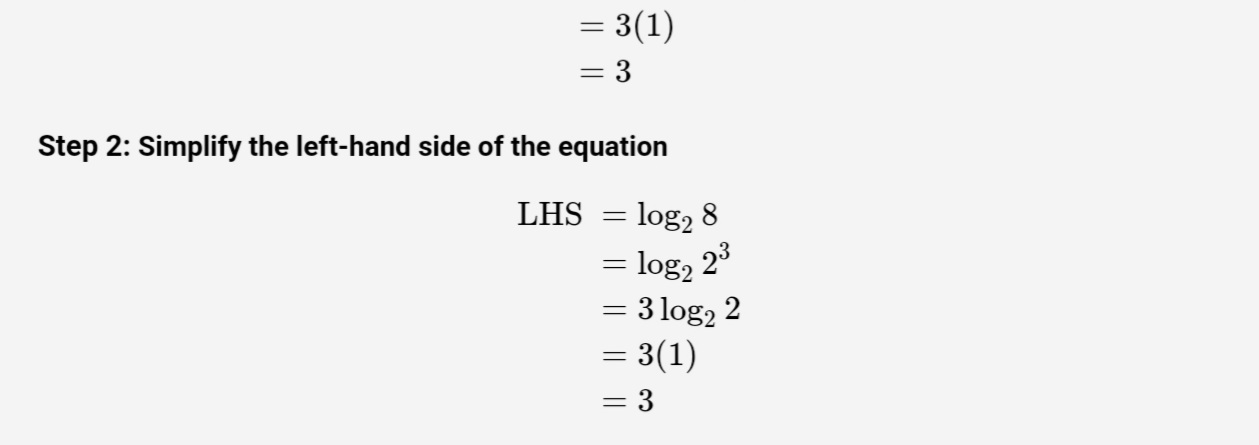 = 3(1)
= 3
Step 2: Simplify the left-hand side of the equation
LHS = log₂ 8
= log₂ 2³
= 3 log₂ 2
= 3(1)
= 3